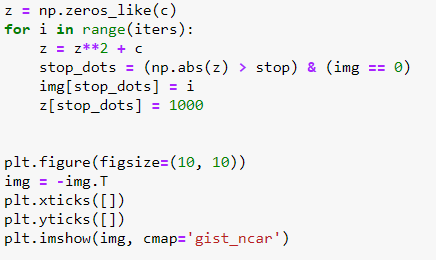 z = np.zeros_like(c)
for i in range(iters):
    z = z**2 + c
    stop_dots = (np.abs(z) > stop) & (img == 0)
    img[stop_dots] = i
    z[stop_dots] = 1000
plt.figure(figsize=(10, 10))
img = -img.T
plt.xticks([])
plt.yticks([])
plt.imshow(img, cmap='gist_ncar')